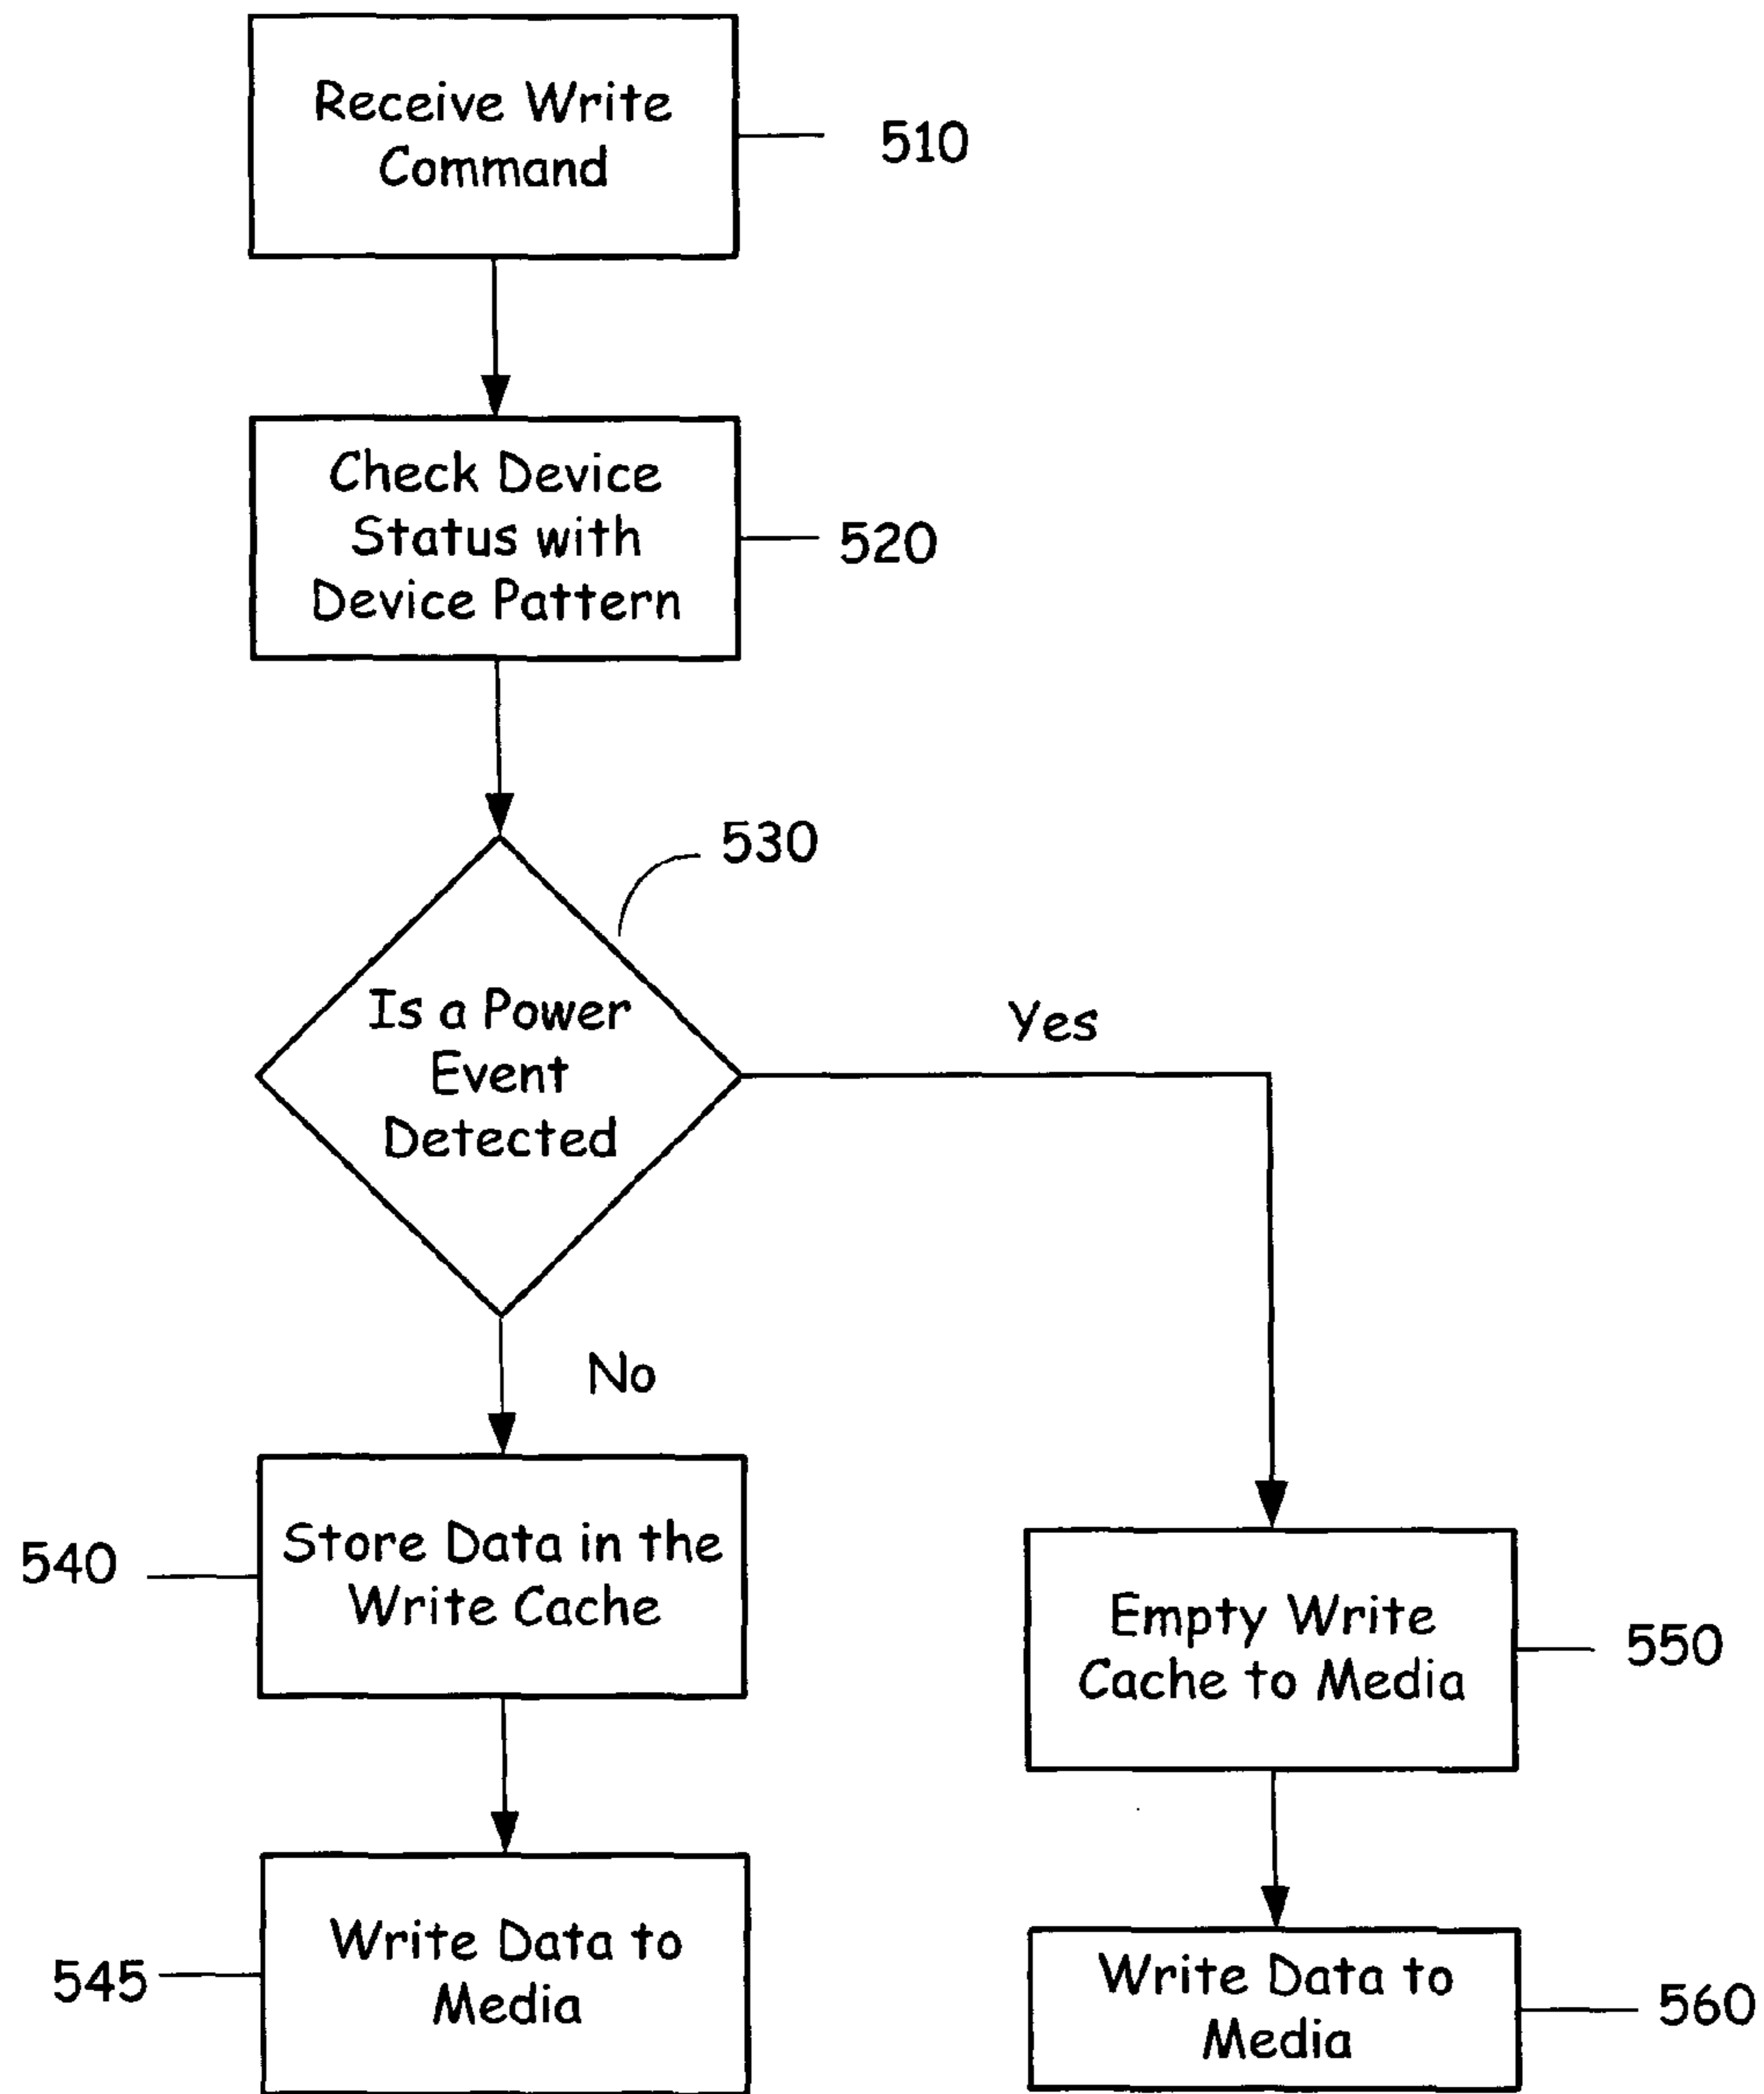 Receive Write
Command
510
Check Device
Status with
Device Pattern
520
530
Is a Power
Event
Detected
Yes
No
540
Store Data in the
Write Cache
Empty Write
Cache to Media
550
545
Write Data to
Media
Write Data to
Media
560